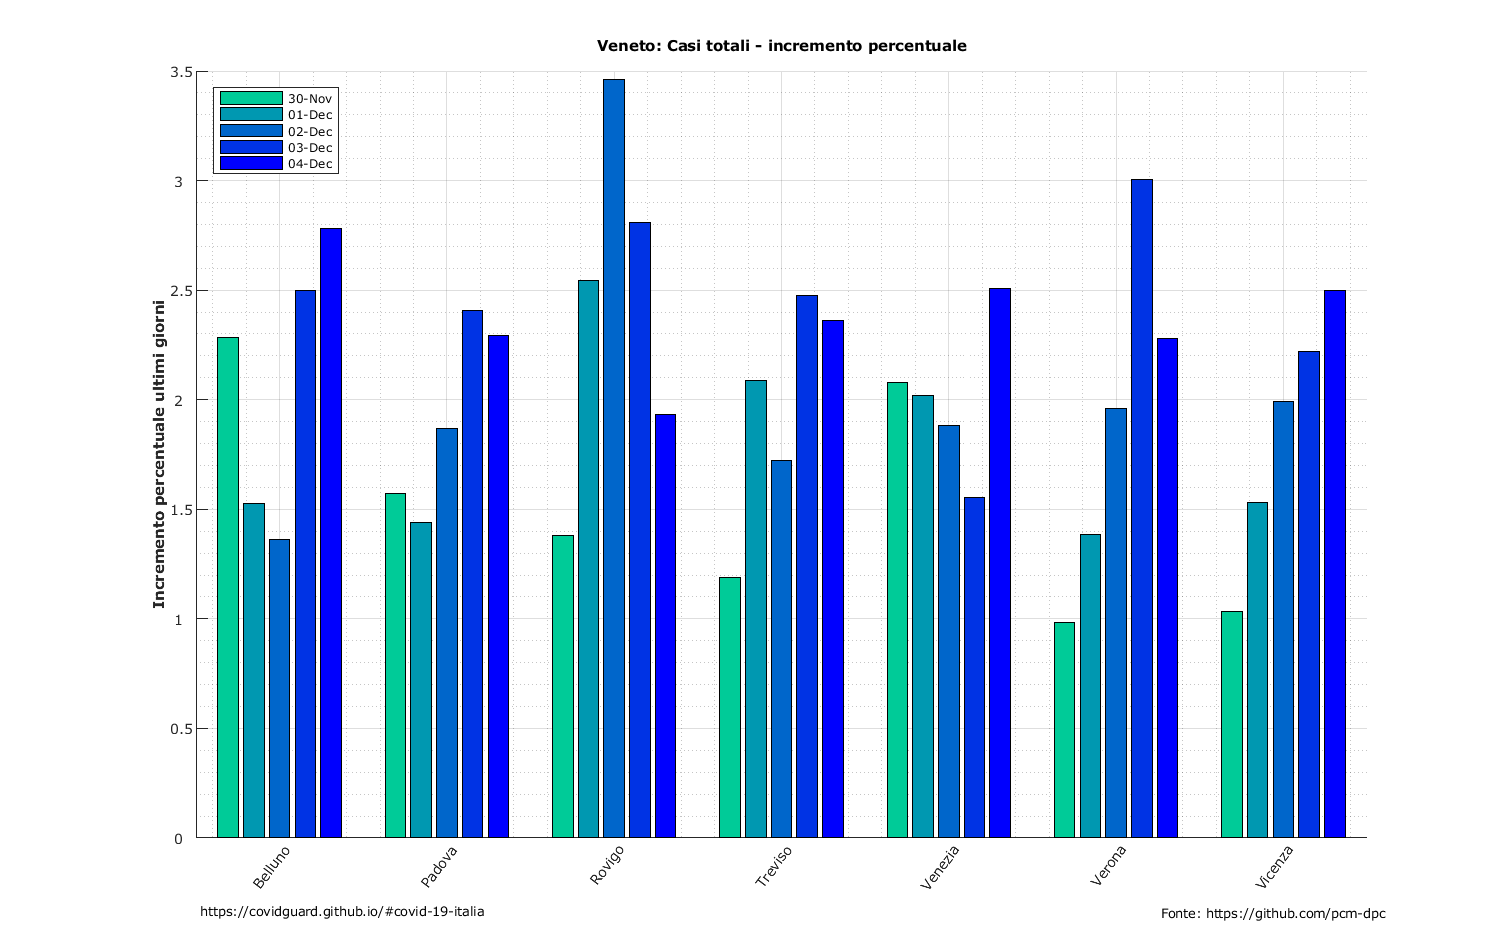 Veneto: Casi totali - incremento percentuale
Incremento percentuale ultimi giorni
3.5
3
2.5
2
1.5
1
0.5
0
30-Nov
01-Dec
02-Dec
03-Dec
04-Dec
Belluno
Padova
Rovigo
Treviso
Venezia
Verona
Vicenza
https://covidguard.github.io/#covid-19-italia
Fonte: https://github.com/pcm-dpc